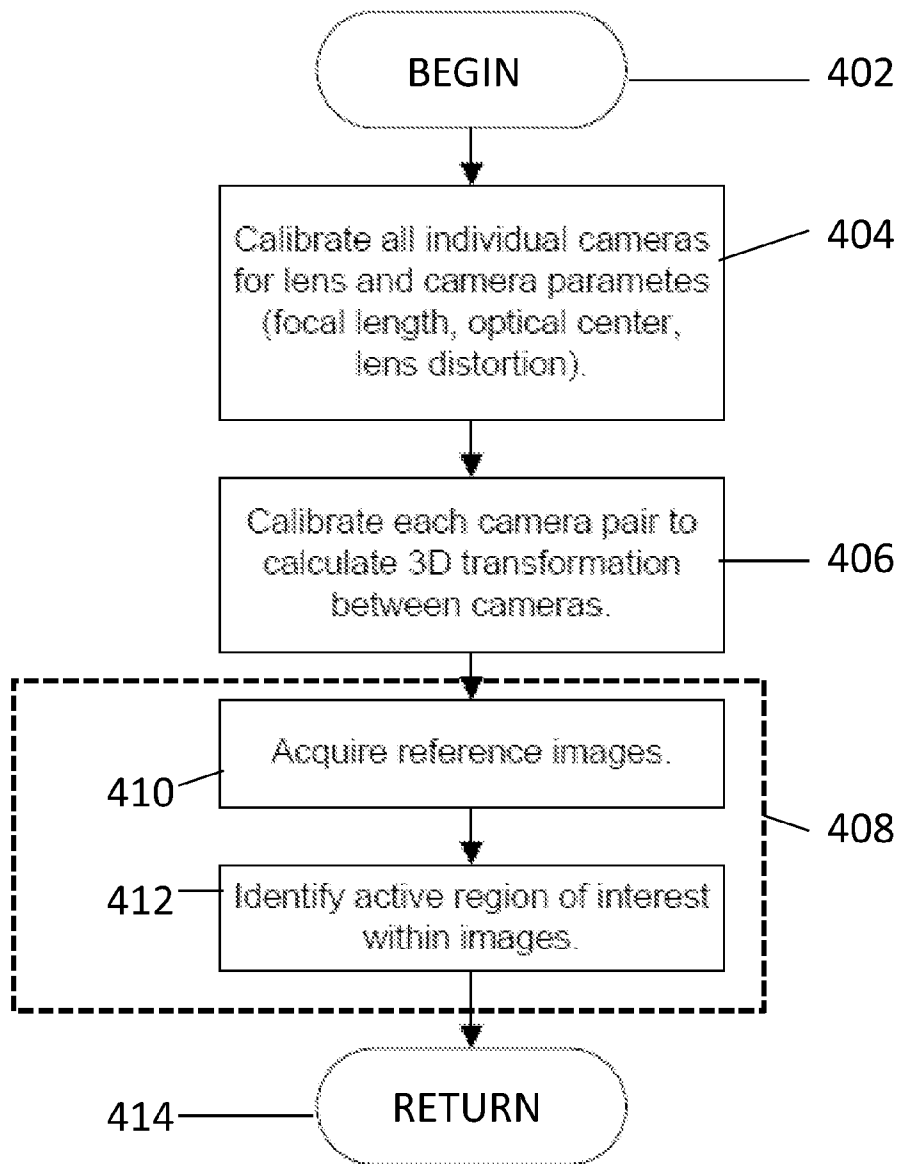 BEGIN
402
Calibrate all individual cameras
for lens and camera parametes
(focal length, optical center,
lens distortion).
404
Calibrate each camera pair to
calculate 3D transformation
between cameras.
406
Acquire reference images.
410
408
412
Identify active region of interest
within images.
RETURN
414